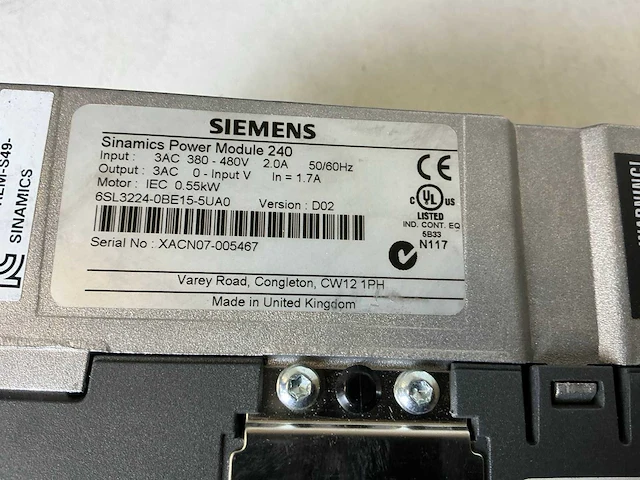 SIEMENS
Sinamics Power Module 240
Input : 3AC 380 - 480V 2.0A 50/60Hz
Output : 3AC 0 - Input V In = 1.7A
Motor : IEC 0.55kW
6SL3224-0BE15-5UA0 Version : D02
Serial No : XACN07-005467
Varey Road, Congleton, CW12 1PH
Made in United Kingdom
CE
C UL US
LISTED
IND. CONT. EQ
5B33
N117
SINAMICS